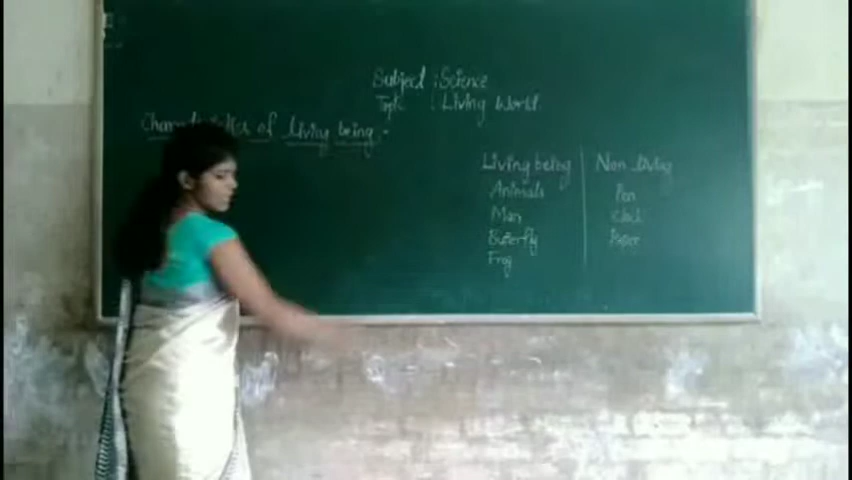 Subject : Science
Topic : Living World
of Living being -
Living being Non living
Animals Pen
Man Clock
Butterfly Paper
Frog